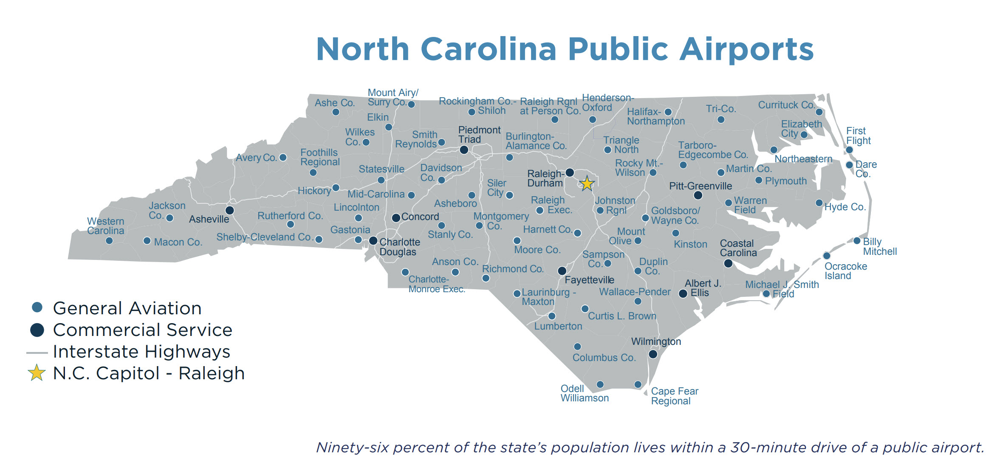 North Carolina Public Airports
Mount Airy/
Surry Co.
Ashe Co.
Elkin
Wilkes
Co.
Rockingham Co.-
Shiloh
Raleigh Rgnl
at Person Co.
Henderson-
Oxford
Halifax-
Northampton
Tri-Co.
Currituck Co.
Elizabeth
City
First
Flight
Smith
Reynolds
Piedmont
Triad
Burlington-
Alamance Co.
Triangle
North
Tarboro-
Edgecombe Co.
Northeastern
Dare
Co.
Avery Co.
Foothills
Regional
Statesville
Davidson
Co.
Raleigh-
Durham
Rocky Mt.-
Wilson
Martin Co.
Plymouth
Hickory
Mid-Carolina
Asheboro
Siler
City
Raleigh
Exec.
Johnston
Rgnl
Pitt-Greenville
Warren
Field
Hyde Co.
Jackson
Co.
Asheville
Rutherford Co.
Lincolnton
Concord
Montgomery
Co.
Goldsboro/
Wayne Co.
Western
Carolina
Macon Co.
Shelby-Cleveland Co.
Gastonia
Charlotte
Douglas
Stanly Co.
Harnett Co.
Moore Co.
Mount
Olive
Kinston
Coastal
Carolina
Billy
Mitchell
Ocracoke
Island
Anson Co.
Charlotte-
Monroe Exec.
Richmond Co.
Sampson
Co.
Duplin
Co.
Fayetteville
Laurinburg -
Maxton
Wallace-Pender
Albert J.
Ellis
Michael J. Smith
Field
Curtis L. Brown
Lumberton
Wilmington
Columbus Co.
Odell
Williamson
Cape Fear
Regional
General Aviation
Commercial Service
Interstate Highways
N.C. Capitol - Raleigh
Ninety-six percent of the state’s population lives within a 30-minute drive of a public airport.